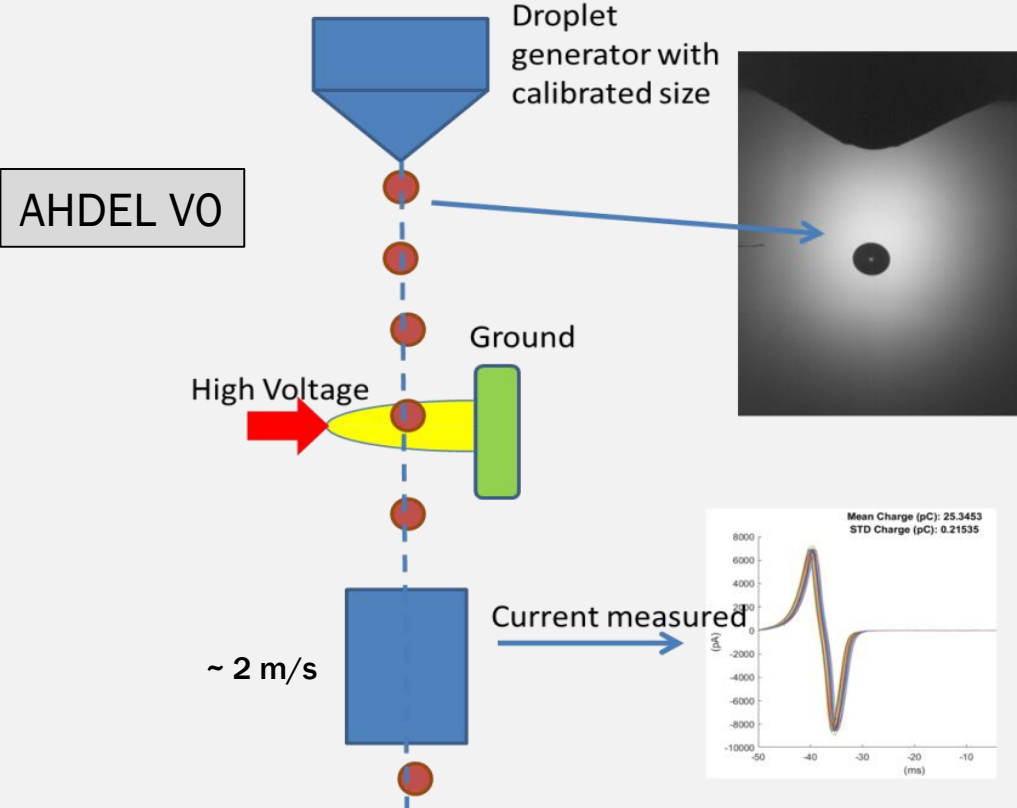 Droplet
generator with
calibrated size
AHDEL V0
Ground
High Voltage
Mean Charge (pC): 25.3453
STD Charge (pC): 0.21535
8000
6000
4000
2000
0
-2000
-4000
-6000
-8000
-10000
(pA)
-50 -40 -30 -20 -10
(ms)
Current measured
~ 2 m/s